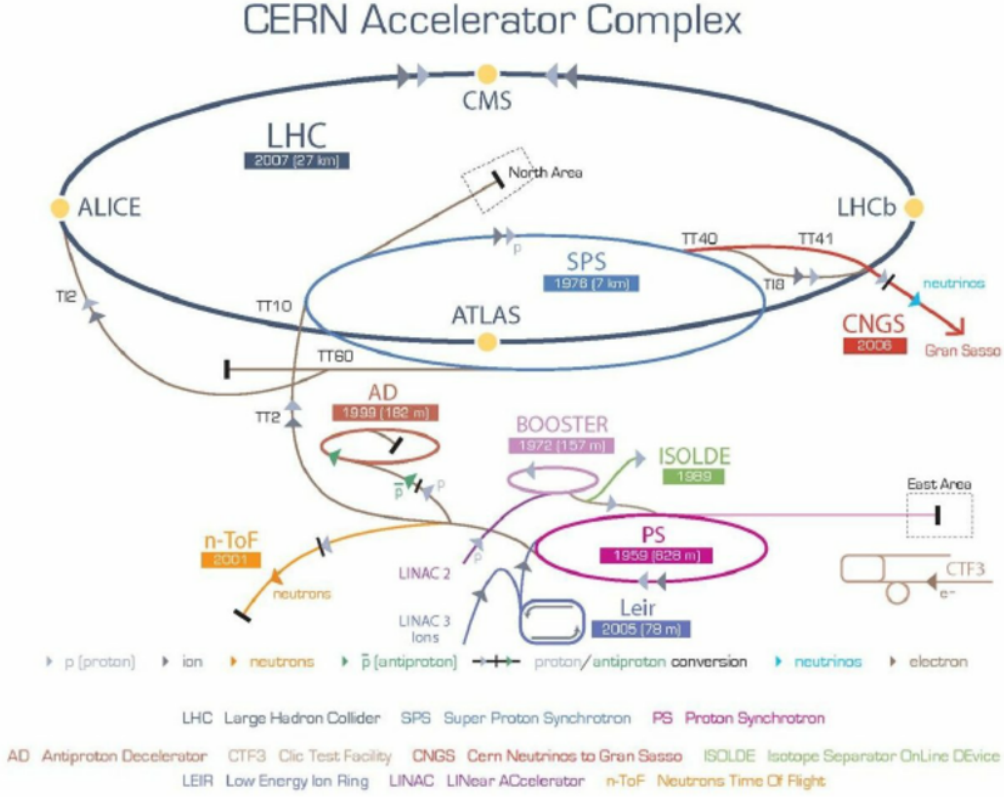 CERN Accelerator Complex
CMS
LHC
2007 (27 km)
North Area
ALICE
LHCb
p
SPS
1976 (7 km)
TT40
TT41
TI8
TI2
TT10
ATLAS
neutrinos
CNGS
2006
Gran Sasso
TT60
AD
1999 (182 m)
TT2
BOOSTER
1972 (157 m)
ISOLDE
1989
p̅
p
East Area
n-ToF
2001
PS
1959 (628 m)
LINAC 2
p
neutrons
CTF3
e-
LINAC 3
Ions
Leir
2005 (78 m)
p (proton) ion neutrons p̅ (antiproton) proton/antiproton conversion neutrinos electron
LHC Large Hadron Collider SPS Super Proton Synchrotron PS Proton Synchrotron
AD Antiproton Decelerator CTF3 Clic Test Facility CNGS Cern Neutrinos to Gran Sasso ISOLDE Isotope Separator OnLine DEvice
LEIR Low Energy Ion Ring LINAC LINear ACcelerator n-ToF Neutrons Time Of Flight